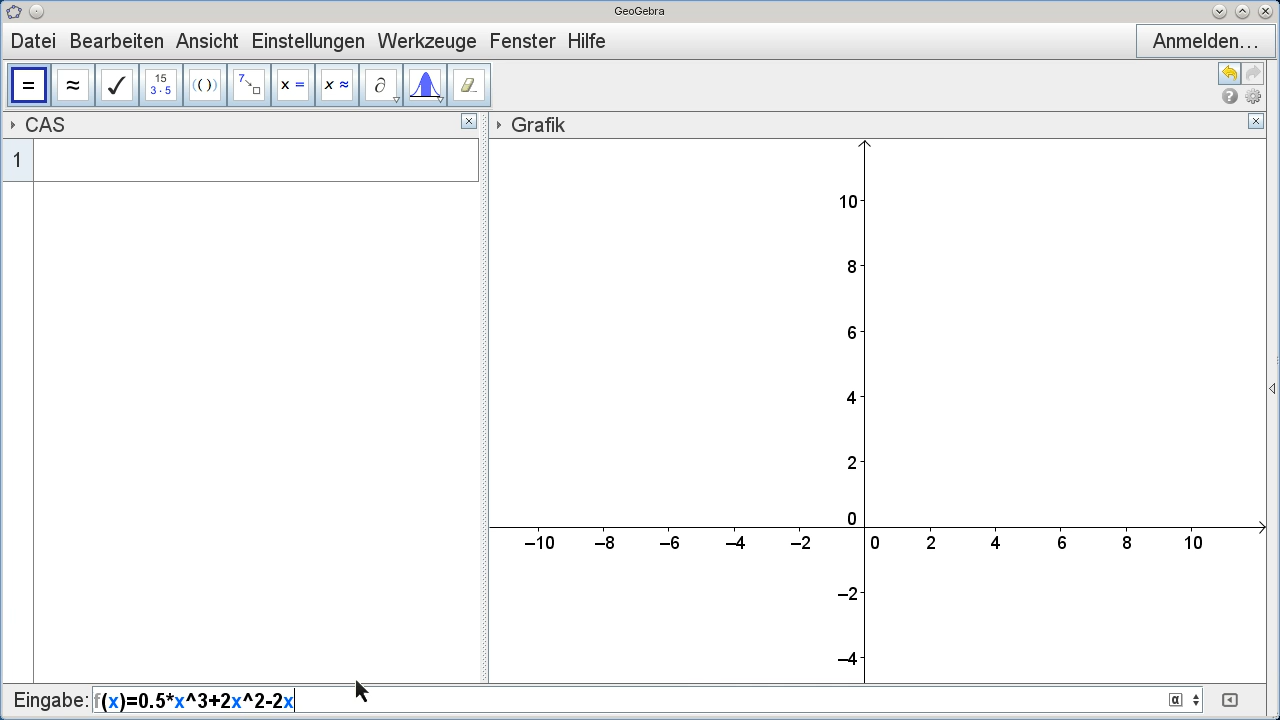 GeoGebra
Datei Bearbeiten Ansicht Einstellungen Werkzeuge Fenster Hilfe Anmelden...
= ≈ ✓ 15 3·5 (()) 7 x = x ≈ ∂
CAS
Grafik
1
10
8
6
4
2
0
–10 –8 –6 –4 –2 0 2 4 6 8 10
–2
–4
Eingabe: f(x)=0.5*x^3+2x^2-2x α